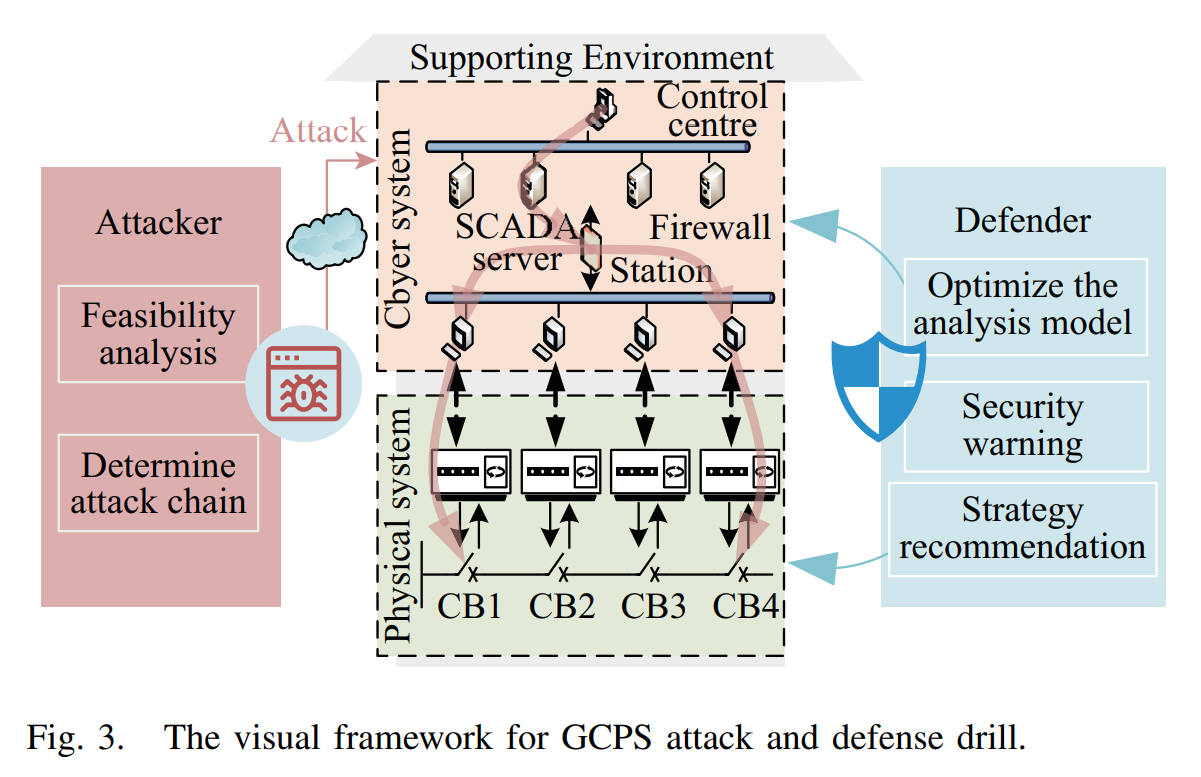 Supporting Environment
Attack
Attacker
Feasibility
analysis
Determine
attack chain
Cbyer system
Control
centre
SCADA
server
Firewall
Station
Physical system
CB1 CB2 CB3 CB4
Defender
Optimize the
analysis model
Security
warning
Strategy
recommendation
Fig. 3. The visual framework for GCPS attack and defense drill.